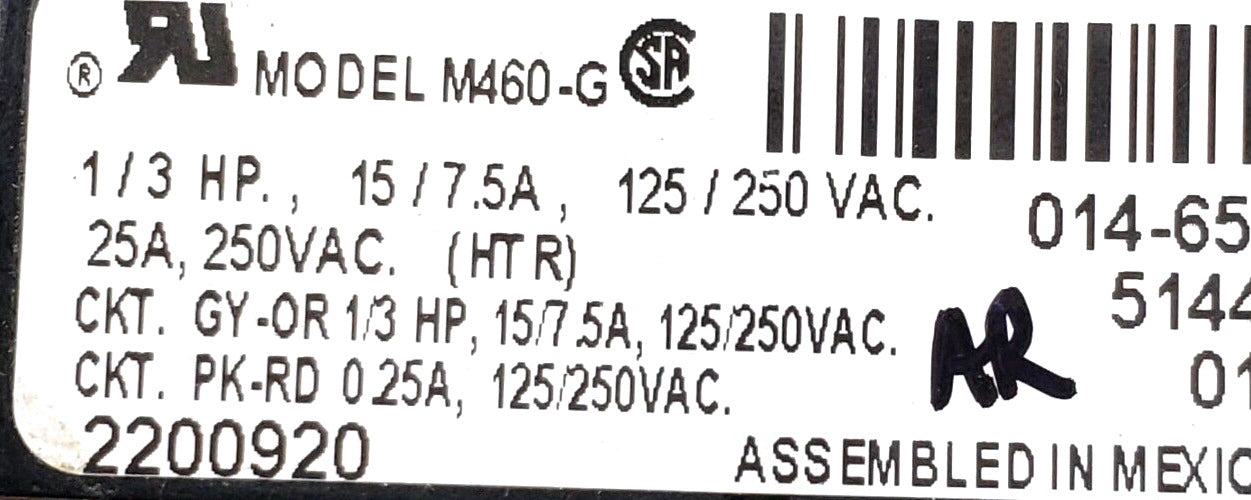 ® RU MODEL M460-G CSA
1/3 HP., 15/7.5A, 125/250 VAC.
25A, 250VAC. (HTR)
CKT. GY-OR 1/3 HP, 15/7.5A, 125/250VAC.
CKT. PK-RD 0.25A, 125/250VAC.
2200920
014-65
5144
01
AR
ASSEMBLED IN MEXIC